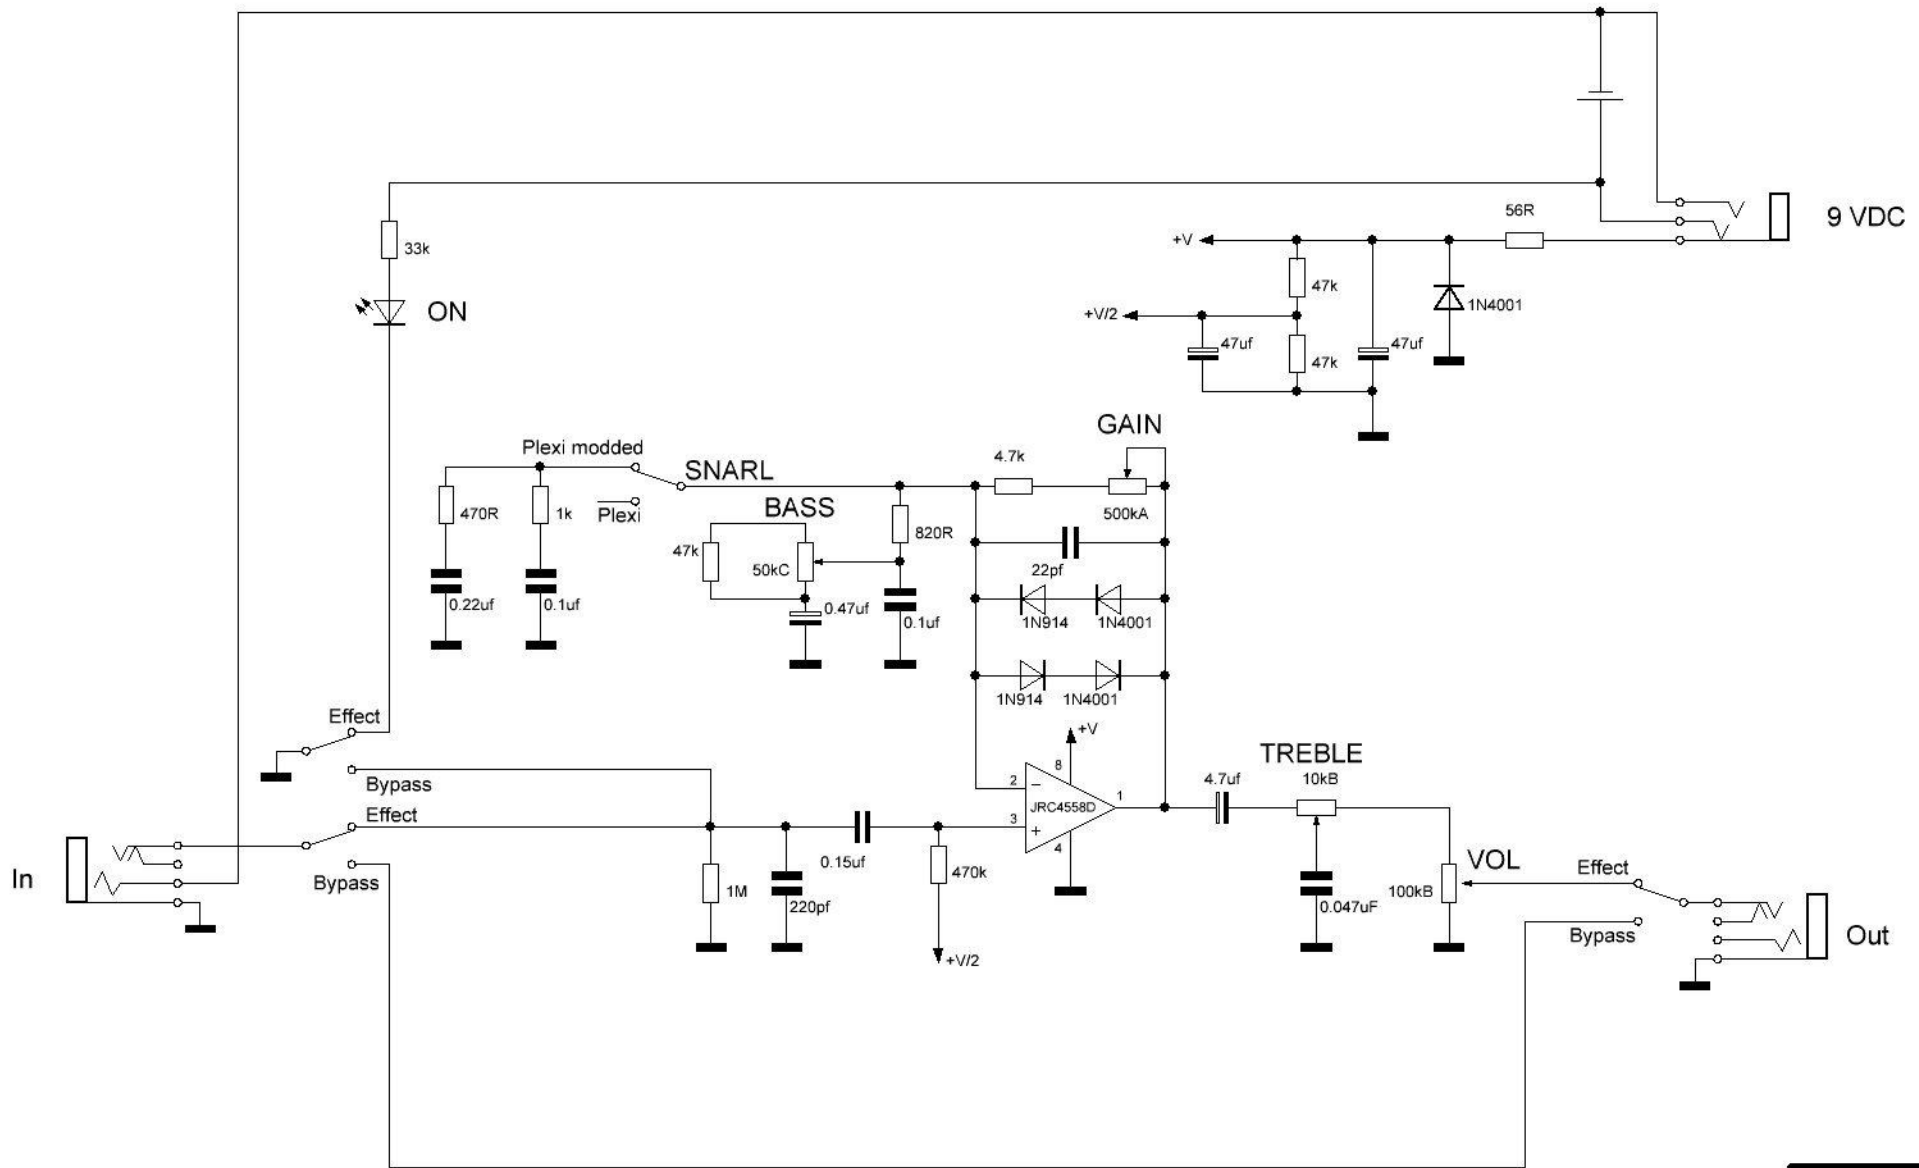 56R
9 VDC
+V
33k
47k
1N4001
ON
+V/2
47uf
47k
47uf
GAIN
Plexi modded
4.7k
SNARL
BASS
470R
1k
Plexi
500kA
820R
47k
50kC
22pf
0.22uf
0.1uf
0.47uf
0.1uf
1N914
1N4001
1N914
1N4001
Effect
+V
TREBLE
8
4.7uf
10kB
Bypass
2
−
1
JRC4558D
Effect
3
+
4
0.15uf
VOL
Effect
In
Bypass
470k
1M
100kB
220pf
0.047uF
Bypass
Out
+V/2